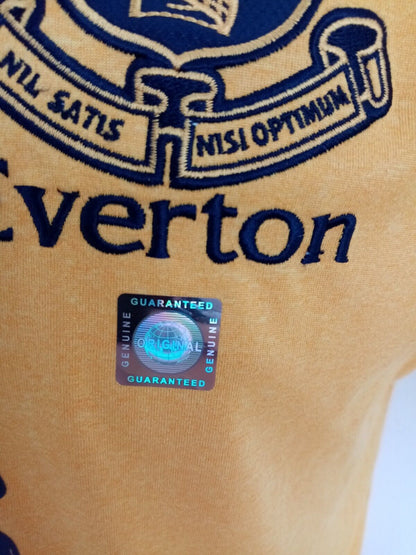 NIL SATIS
NISI OPTIMUM
Everton
GUARANTEED
GENUINE
ORIGINAL
GENUINE
GUARANTEED